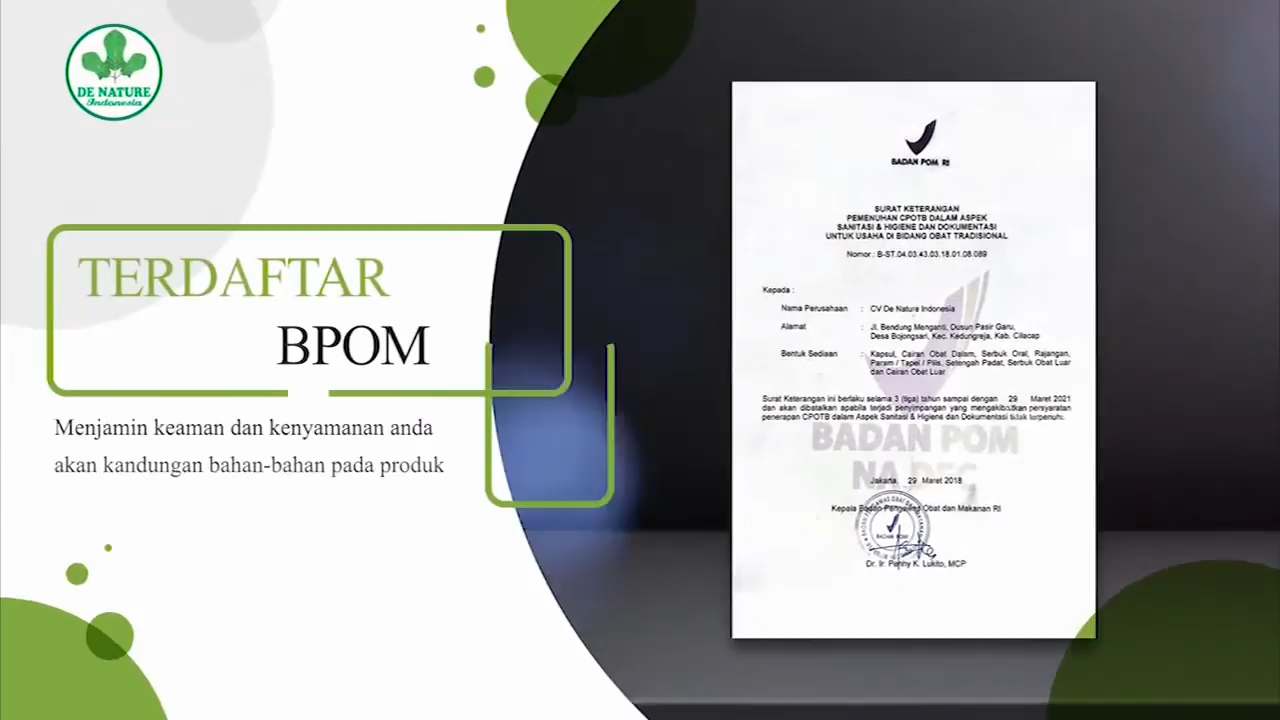 DE NATURE
Indonesia
TERDAFTAR
BPOM
Menjamin keaman dan kenyamanan anda
akan kandungan bahan-bahan pada produk
BADAN POM RI
SURAT KETERANGAN
PEMENUHAN CPOTB DALAM ASPEK
SANITASI & HIGIENE DAN DOKUMENTASI
UNTUK USAHA DI BIDANG OBAT TRADISIONAL
Nomor : B-ST.04.03.43.03.18.01.08.089
Kepada :
Nama Perusahaan : CV De Nature Indonesia
Alamat : Jl. Bendung Menganti, Dusun Pasir Garu,
Desa Bojongsari, Kec. Kedungreja, Kab. Cilacap
Bentuk Sediaan : Kapsul, Cairan Obat Dalam, Serbuk Oral, Rajangan,
Param / Tapel / Pilis, Setengah Padat, Serbuk Obat Luar
dan Cairan Obat Luar
Surat Keterangan ini berlaku selama 3 (tiga) tahun sampai dengan 29 Maret 2021
dan akan dibatalkan apabila terjadi penyimpangan yang mengakibatkan persyaratan
penerapan CPOTB dalam Aspek Sanitasi & Higiene dan Dokumentasi tidak terpenuhi.
BADAN POM
Jakarta, 29 Maret 2018
Kepala Badan Pengawas Obat dan Makanan RI
BADAN POM
Dr. Ir. Penny K. Lukito, MCP